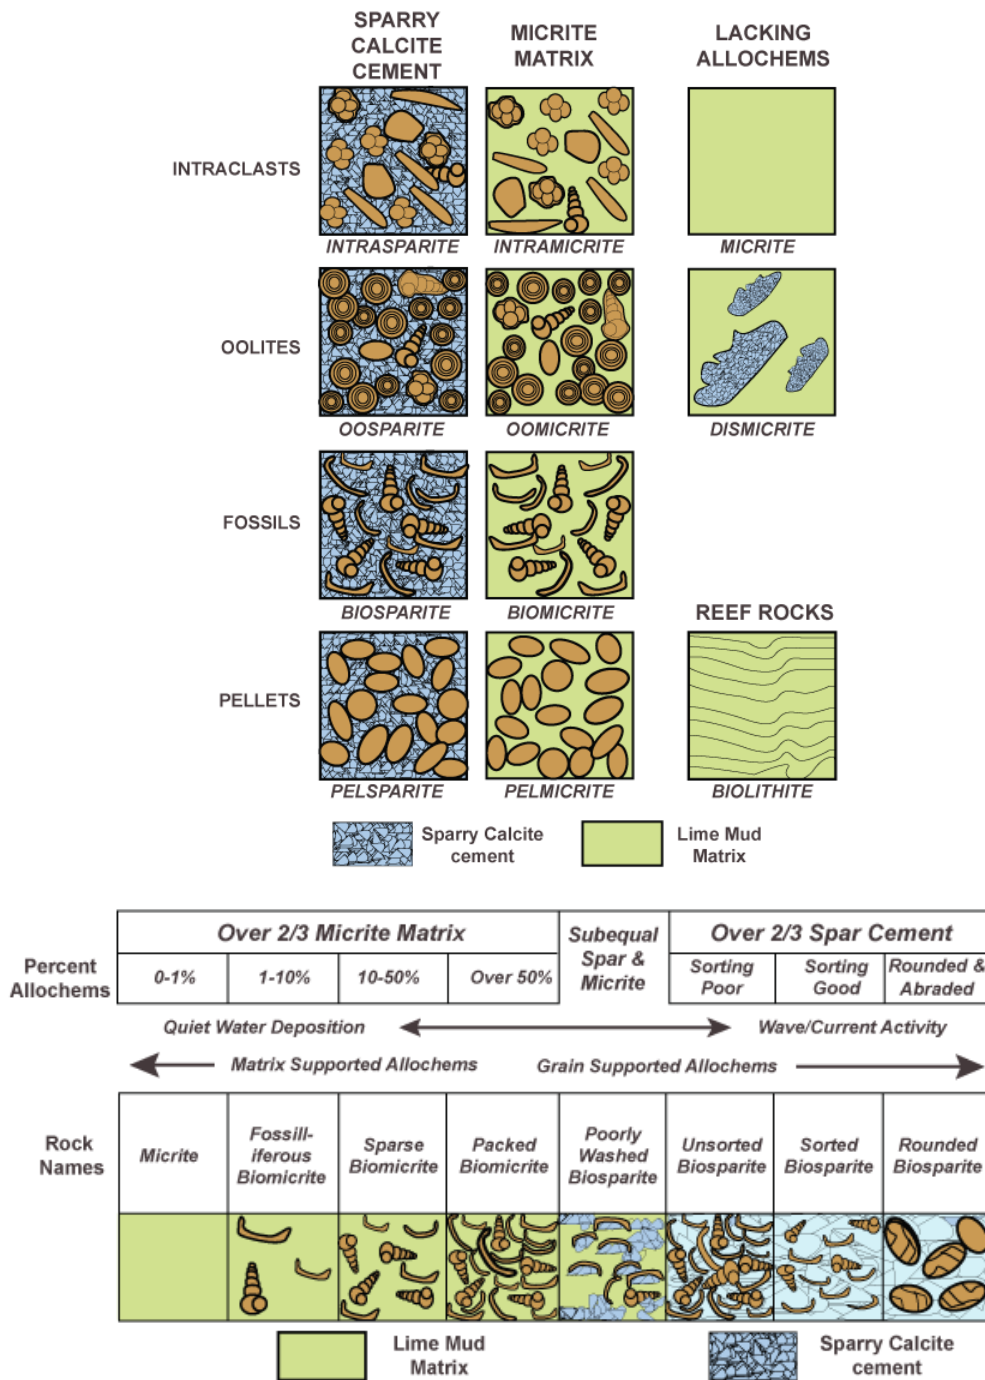 SPARRY
CALCITE
CEMENT
MICRITE
MATRIX
LACKING
ALLOCHEMS
INTRACLASTS
INTRASPARITE
INTRAMICRITE
MICRITE
OOLITES
OOSPARITE
OOMICRITE
DISMICRITE
FOSSILS
BIOSPARITE
BIOMICRITE
REEF ROCKS
PELLETS
PELSPARITE
PELMICRITE
BIOLITHITE
Sparry Calcite
cement
Lime Mud
Matrix
Percent
Allochems
Over 2/3 Micrite Matrix
Subequal
Spar &
Micrite
Over 2/3 Spar Cement
0-1%
1-10%
10-50%
Over 50%
Sorting
Poor
Sorting
Good
Rounded &
Abraded
Quiet Water Deposition
Wave/Current Activity
Matrix Supported Allochems
Grain Supported Allochems
Rock
Names
Micrite
Fossill-
iferous
Biomicrite
Sparse
Biomicrite
Packed
Biomicrite
Poorly
Washed
Biosparite
Unsorted
Biosparite
Sorted
Biosparite
Rounded
Biosparite
Lime Mud
Matrix
Sparry Calcite
cement